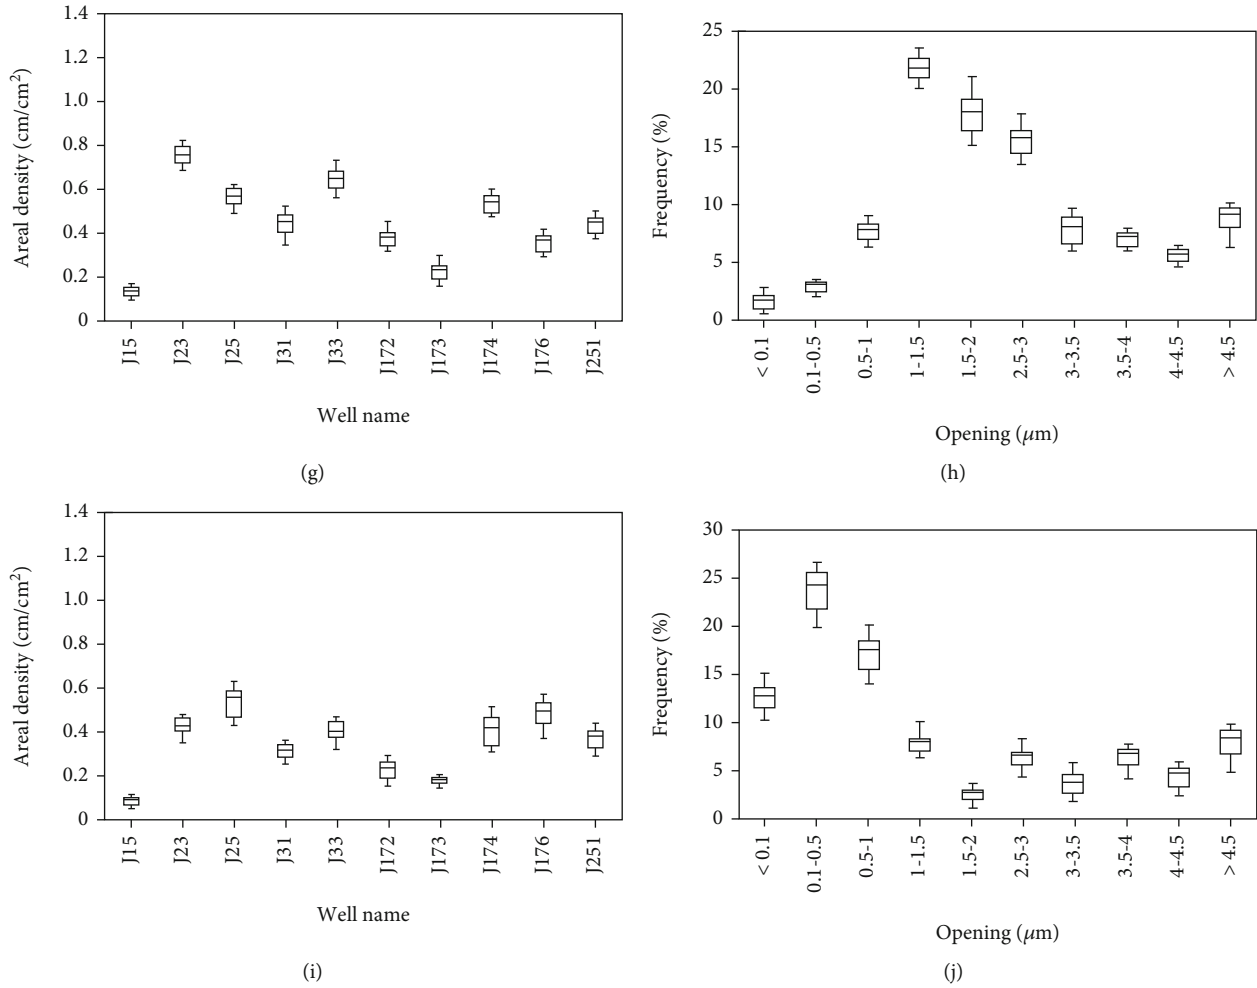 1.4
1.2
1.0
0.8
0.6
0.4
0.2
0
Areal density (cm/cm²)
J15
J23
J25
J31
J33
J172
J173
J174
J176
J251
Well name
(g)
25
20
15
10
5
0
Frequency (%)
< 0.1
0.1-0.5
0.5-1
1-1.5
1.5-2
2.5-3
3-3.5
3.5-4
4-4.5
> 4.5
Opening (μm)
(h)
1.4
1.2
1.0
0.8
0.6
0.4
0.2
0
Areal density (cm/cm²)
J15
J23
J25
J31
J33
J172
J173
J174
J176
J251
Well name
(i)
30
25
20
15
10
5
0
Frequency (%)
< 0.1
0.1-0.5
0.5-1
1-1.5
1.5-2
2.5-3
3-3.5
3.5-4
4-4.5
> 4.5
Opening (μm)
(j)